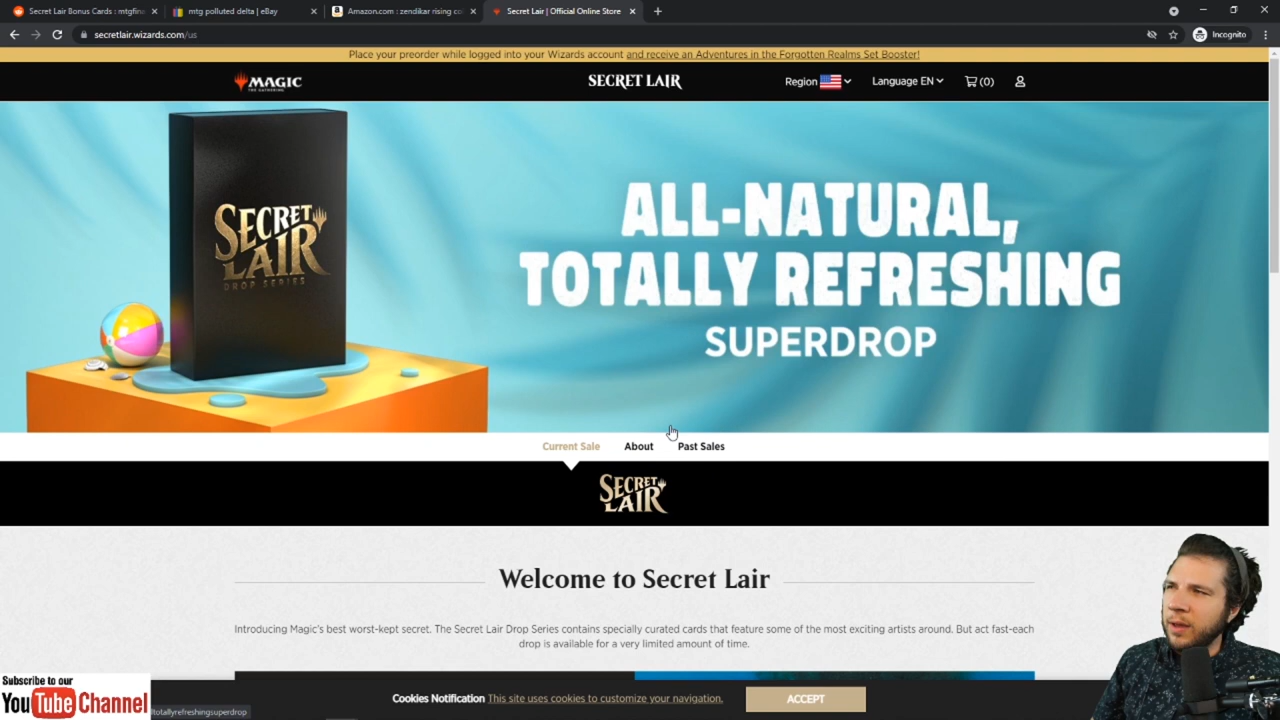 Secret Lair Bonus Cards : mtgfin
mtg polluted delta | eBay
Amazon.com : zendikar rising co
Secret Lair | Official Online Store
secretlair.wizards.com/us
Incognito
Place your preorder while logged into your Wizards account and receive an Adventures in the Forgotten Realms Set Booster!
MAGIC
THE GATHERING
SECRET LAIR
Region
Language EN
(0)
SECRET
LAIR
DROP SERIES
ALL-NATURAL,
TOTALLY REFRESHING
SUPERDROP
Current Sale
About
Past Sales
SECRET
LAIR
Welcome to Secret Lair
Introducing Magic's best worst-kept secret. The Secret Lair Drop Series contains specially curated cards that feature some of the most exciting artists around. But act fast-each
drop is available for a very limited amount of time.
Cookies Notification This site uses cookies to customize your navigation.
ACCEPT
Subscribe to our
YouTube Channel
ltotallyrefreshingsuperdrop